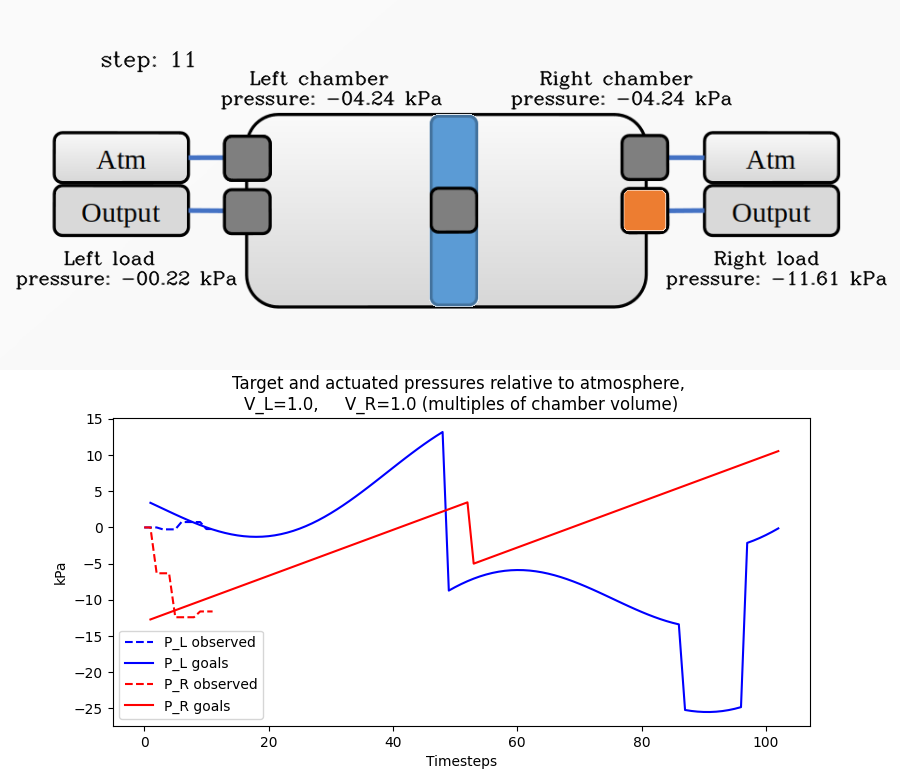 step: 11
Left chamber
pressure: −04.24 kPa
Right chamber
pressure: −04.24 kPa
Atm
Output
Atm
Output
Left load
pressure: −00.22 kPa
Right load
pressure: −11.61 kPa
Target and actuated pressures relative to atmosphere,
V_L=1.0, V_R=1.0 (multiples of chamber volume)
15
10
5
0
−5
−10
−15
−20
−25
kPa
P_L observed
P_L goals
P_R observed
P_R goals
0 20 40 60 80 100
Timesteps